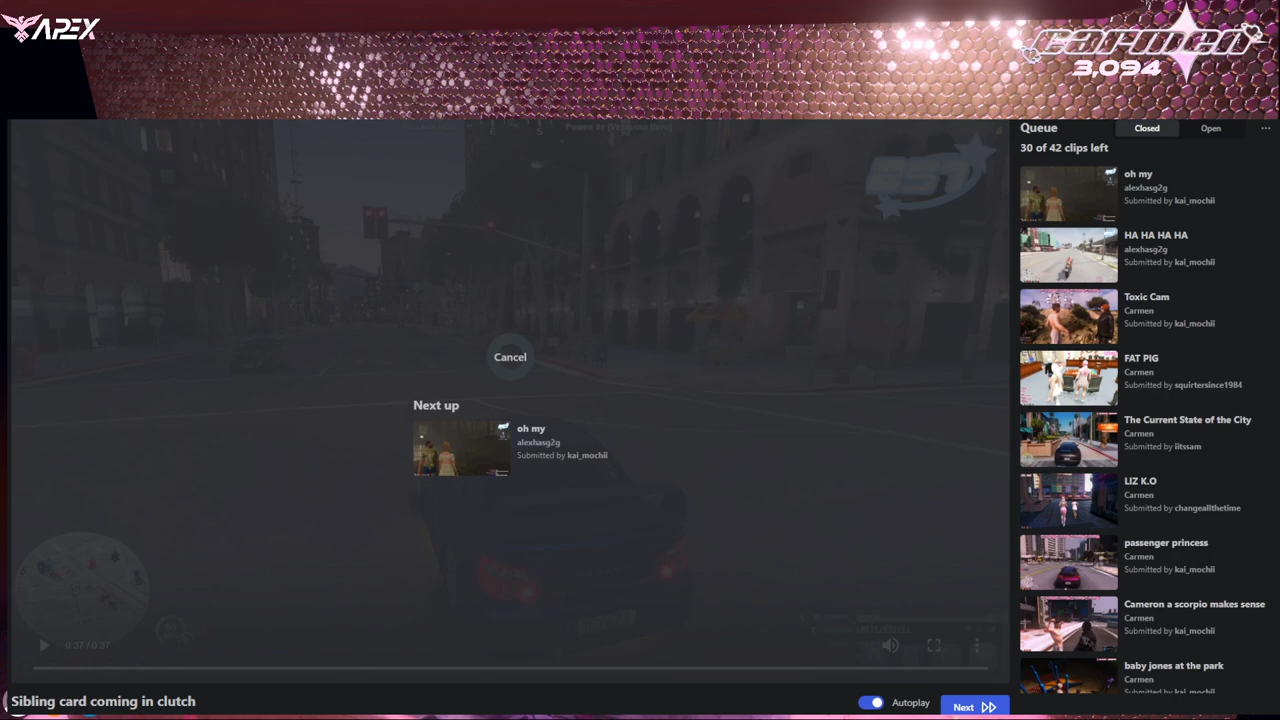 APEX
carmen
3,094
Queue
Closed
Open
30 of 42 clips left
oh my
alexhasg2g
Submitted by kai_mochii
HA HA HA HA
alexhasg2g
Submitted by kai_mochii
Toxic Cam
Carmen
Submitted by kai_mochii
FAT PIG
Carmen
Submitted by squirtersince1984
The Current State of the City
Carmen
Submitted by iitssam
LIZ K.O
Carmen
Submitted by changeallthetime
passenger princess
Carmen
Submitted by kai_mochii
Cameron a scorpio makes sense
Carmen
Submitted by kai_mochii
baby jones at the park
Carmen
Submitted by kai_mochii
Cancel
Next up
oh my
alexhasg2g
Submitted by kai_mochii
0:37/0:37
Sibling card coming in clutch
Autoplay
Next